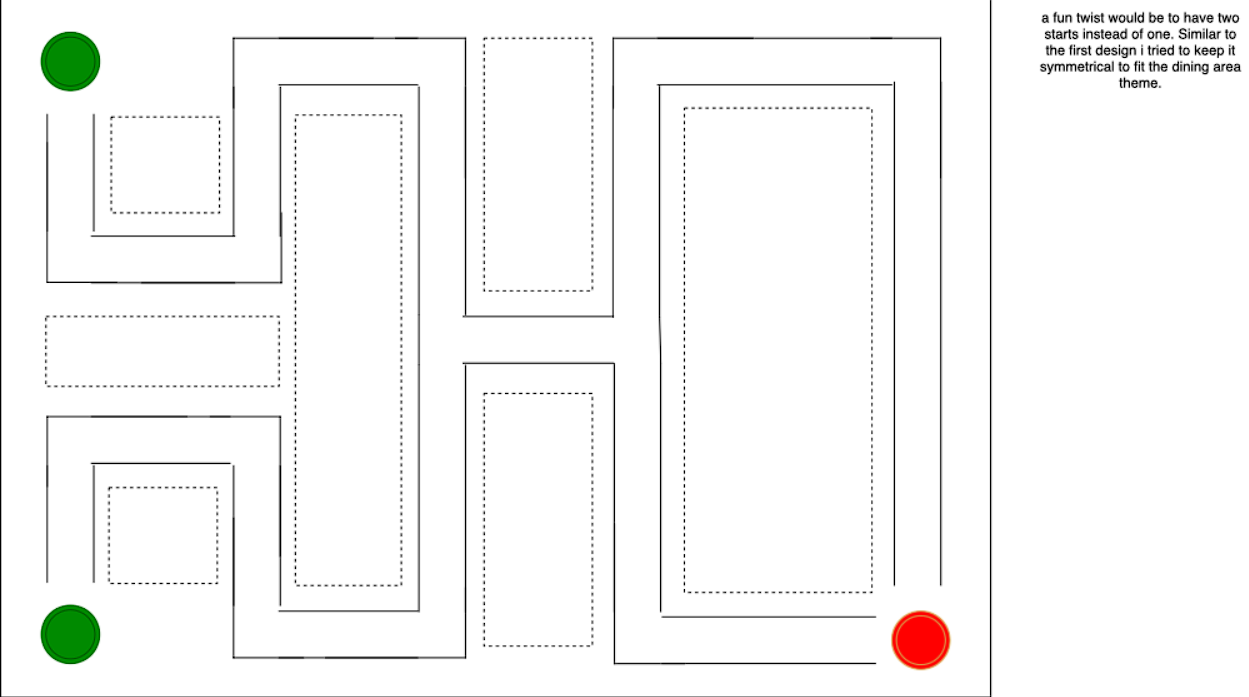 a fun twist would be to have two
starts instead of one. Similar to
the first design i tried to keep it
symmetrical to fit the dining area
theme.